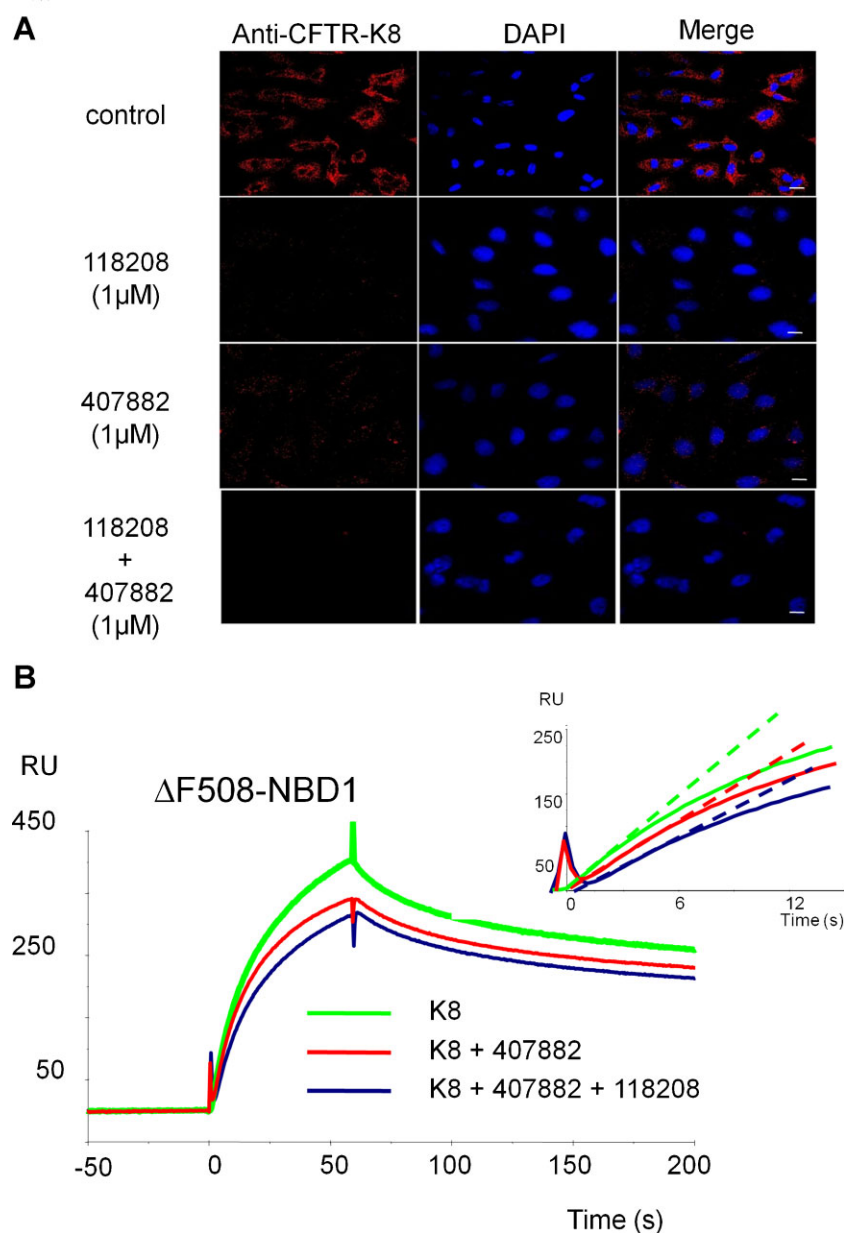 A
Anti-CFTR-K8 DAPI Merge
control
118208
(1µM)
407882
(1µM)
118208
+
407882
(1µM)
B
RU
250
150
50
0 6 12
Time (s)
RU
ΔF508-NBD1
450
250
50
K8
K8 + 407882
K8 + 407882 + 118208
-50 0 50 100 150 200
Time (s)